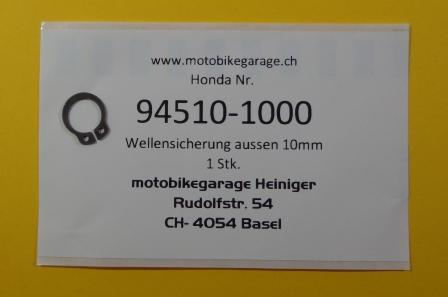 www.motobikegarage.ch
Honda Nr.
94510-1000
Wellensicherung aussen 10mm
1 Stk.
motobikegarage Heiniger
Rudolfstr. 54
CH- 4054 Basel